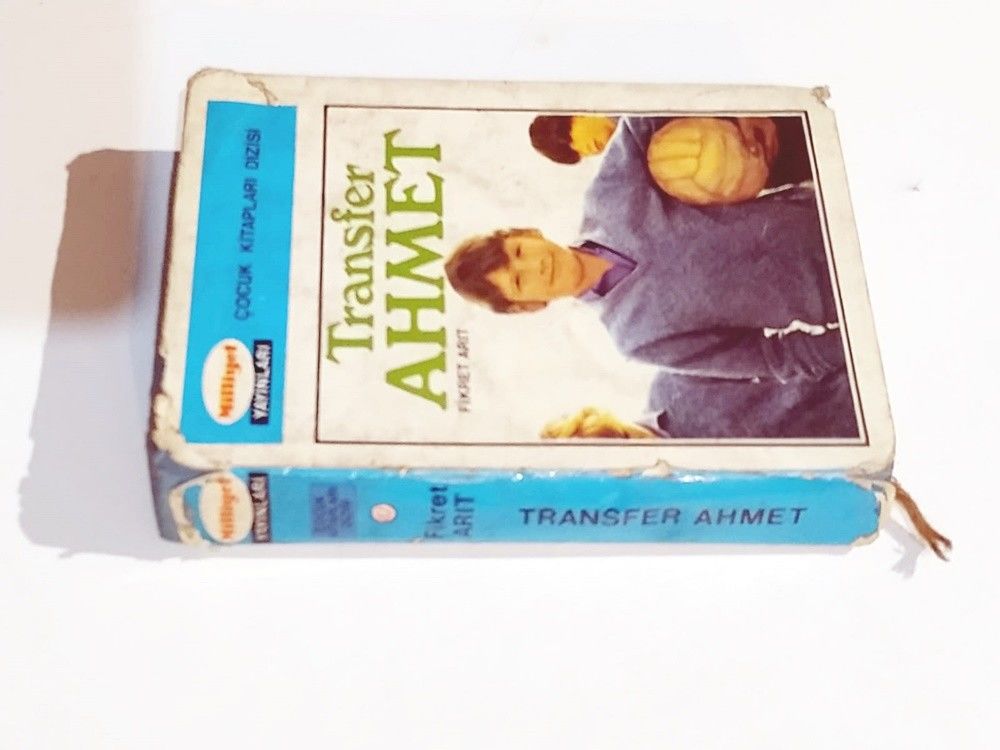 Milliyet
YAYINLARI
ÇOCUK KİTAPLARI DİZİSİ
Transfer
AHMET
FİKRET ARIT
Milliyet
YAYINLARI
Fikret
ARIT
TRANSFER AHMET